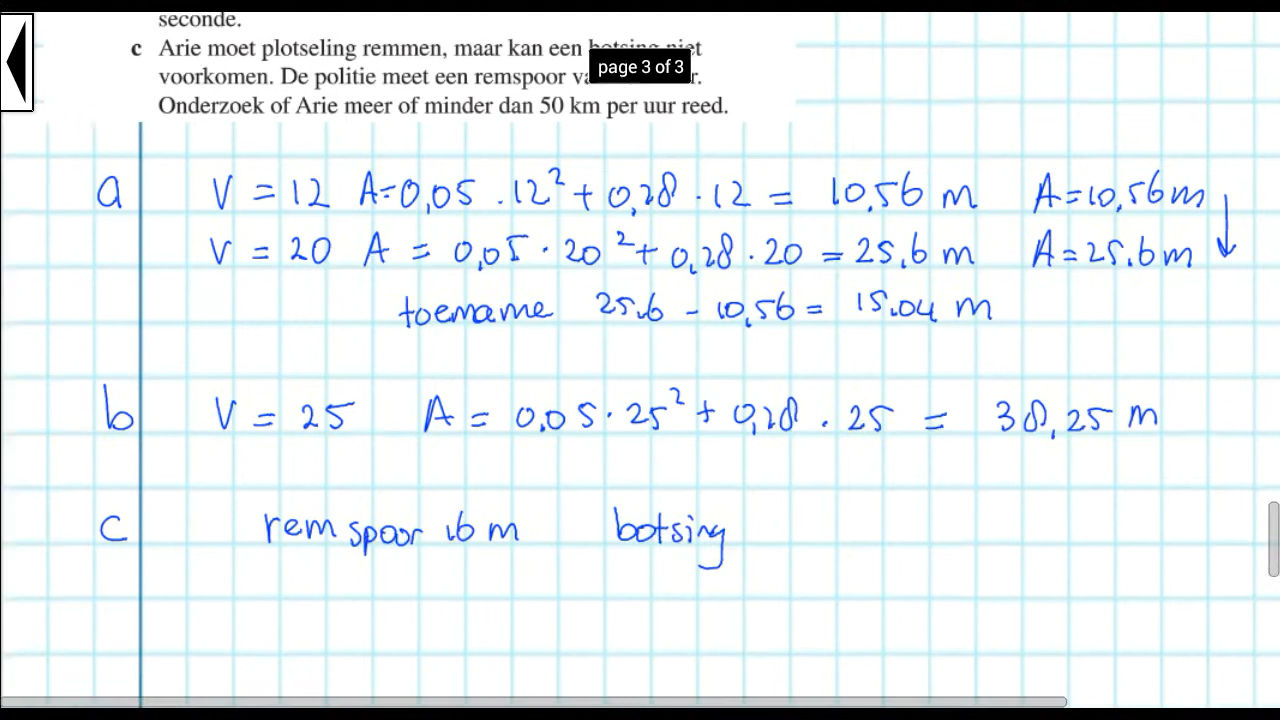 seconde.
c Arie moet plotseling remmen, maar kan een botsing niet
page 3 of 3
voorkomen. De politie meet een remspoor
Onderzoek of Arie meer of minder dan 50 km per uur reed.
a V = 12 A=0,05 . 12² + 0,28 · 12 = 10,56 m A=10,56m
V = 20 A = 0,05 · 20² + 0,28 · 20 = 25,6 m A=25,6 m
toename 25,6 - 10,56 = 15,04 m
b V = 25 A = 0,05 · 25² + 0,28 . 25 = 38,25 m
c remspoor 16 m botsing